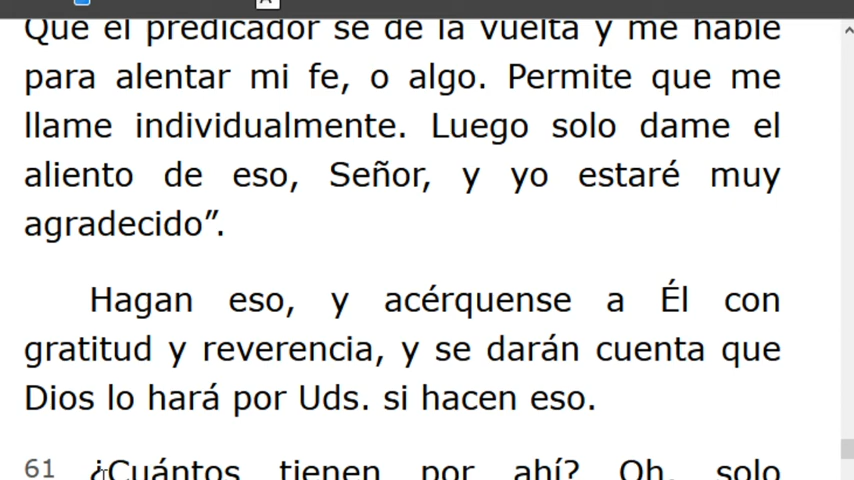 Que el predicador se dé la vuelta y me hable
para alentar mi fe, o algo. Permite que me
llame individualmente. Luego solo dame el
aliento de eso, Señor, y yo estaré muy
agradecido”.
Hagan eso, y acérquense a Él con
gratitud y reverencia, y se darán cuenta que
Dios lo hará por Uds. si hacen eso.
61 ¿Cuántos tienen por ahí? Oh, solo